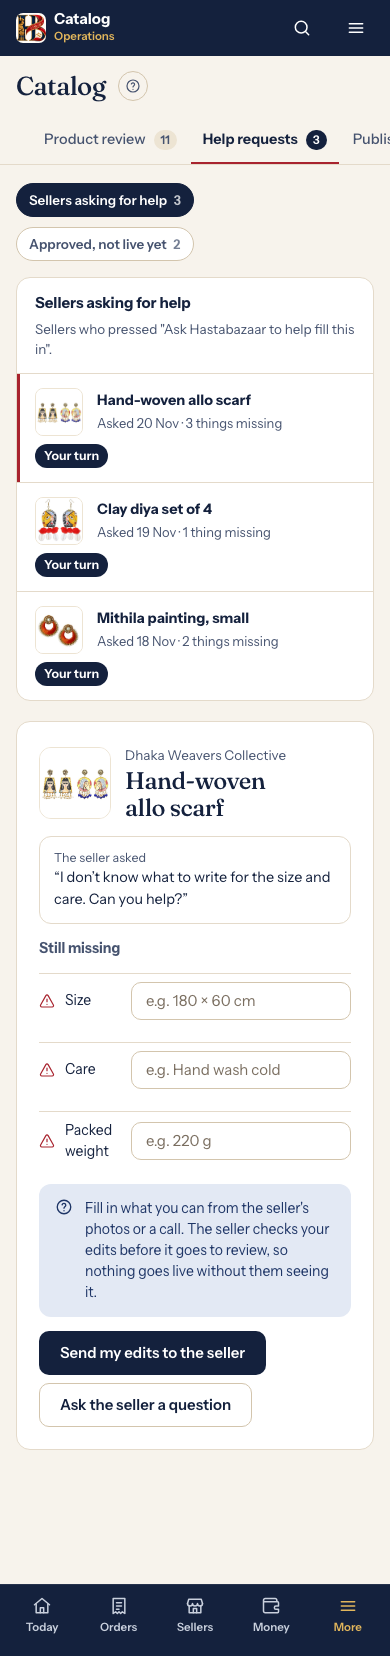 Catalog
Operations
Catalog
Product review 11
Help requests 3
Publis
Sellers asking for help 3
Approved, not live yet 2
Sellers asking for help
Sellers who pressed "Ask Hastabazaar to help fill this
in".
Hand-woven allo scarf
Asked 20 Nov · 3 things missing
Your turn
Clay diya set of 4
Asked 19 Nov · 1 thing missing
Your turn
Mithila painting, small
Asked 18 Nov · 2 things missing
Your turn
Dhaka Weavers Collective
Hand-woven
allo scarf
The seller asked
“I don’t know what to write for the size and
care. Can you help?”
Still missing
Size
e.g. 180 × 60 cm
Care
e.g. Hand wash cold
Packed
weight
e.g. 220 g
Fill in what you can from the seller's
photos or a call. The seller checks your
edits before it goes to review, so
nothing goes live without them seeing
it.
Send my edits to the seller
Ask the seller a question
Today
Orders
Sellers
Money
More